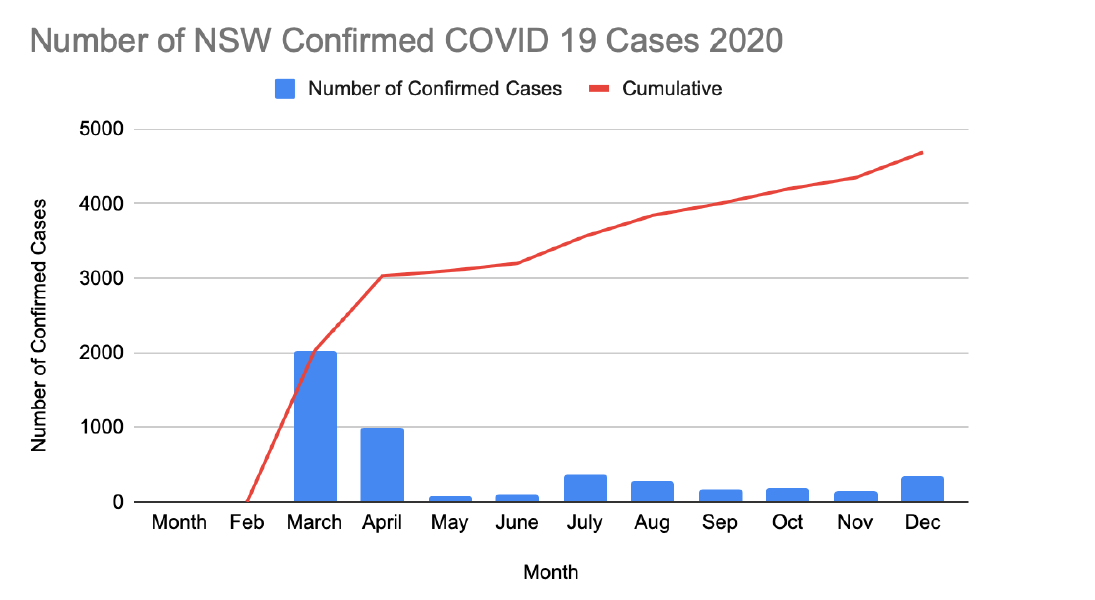 Number of NSW Confirmed COVID 19 Cases 2020
Number of Confirmed Cases Cumulative
Number of Confirmed Cases
5000
4000
3000
2000
1000
0
Month Feb March April May June July Aug Sep Oct Nov Dec
Month